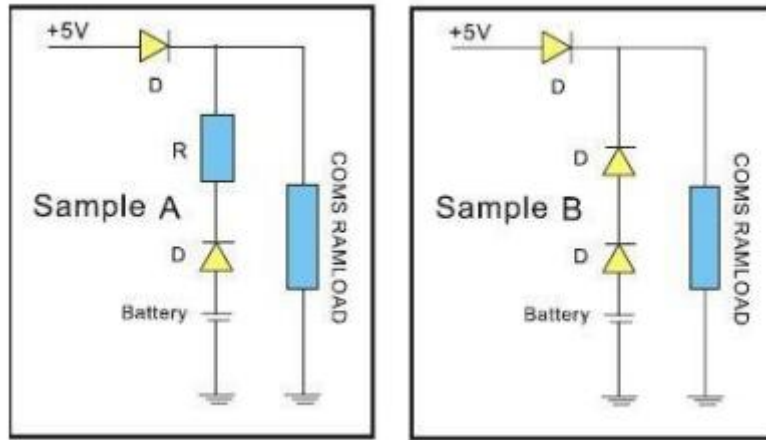 +5V
D
R
Sample A
D
Battery
COMS RAMLOAD
+5V
D
D
Sample B
D
Battery
COMS RAMLOAD